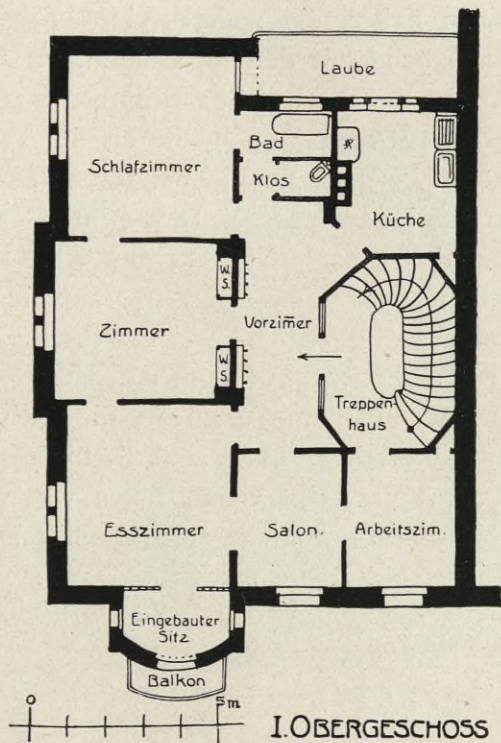 Laube
Bad
Schlafzimmer
Klos
Küche
W.
S.
Zimmer
Vorzimer
W.
S.
Treppen-
haus
Esszimmer
Salon.
Arbeitszim.
Eingebauter
Sitz
Balkon
0
5m
I. OBERGESCHOSS